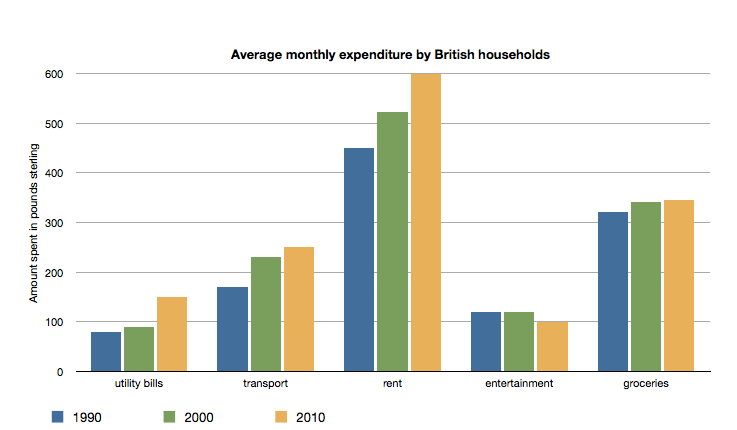 Average monthly expenditure by British households
Amount spent in pounds sterling
600
500
400
300
200
100
0
utility bills transport rent entertainment groceries
1990 2000 2010